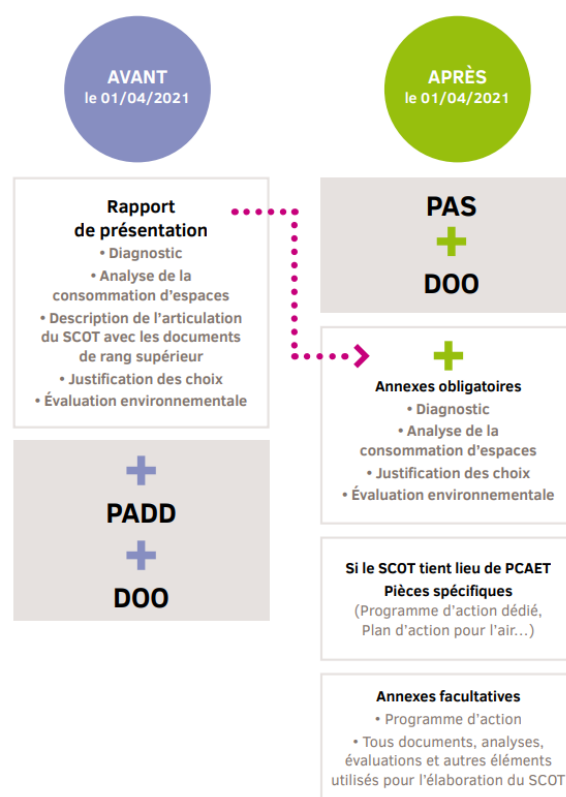 AVANT
le 01/04/2021
Rapport
de présentation
• Diagnostic
• Analyse de la
consommation d'espaces
• Description de l'articulation
du SCOT avec les documents
de rang supérieur
• Justification des choix
• Évaluation environnementale
+
PADD
+
DOO
APRÈS
le 01/04/2021
PAS
+
DOO
+
Annexes obligatoires
• Diagnostic
• Analyse de la
consommation d'espaces
• Justification des choix
• Évaluation environnementale
Si le SCOT tient lieu de PCAET
Pièces spécifiques
(Programme d'action dédié,
Plan d'action pour l'air...)
Annexes facultatives
• Programme d'action
• Tous documents, analyses,
évaluations et autres éléments
utilisés pour l'élaboration du SCOT